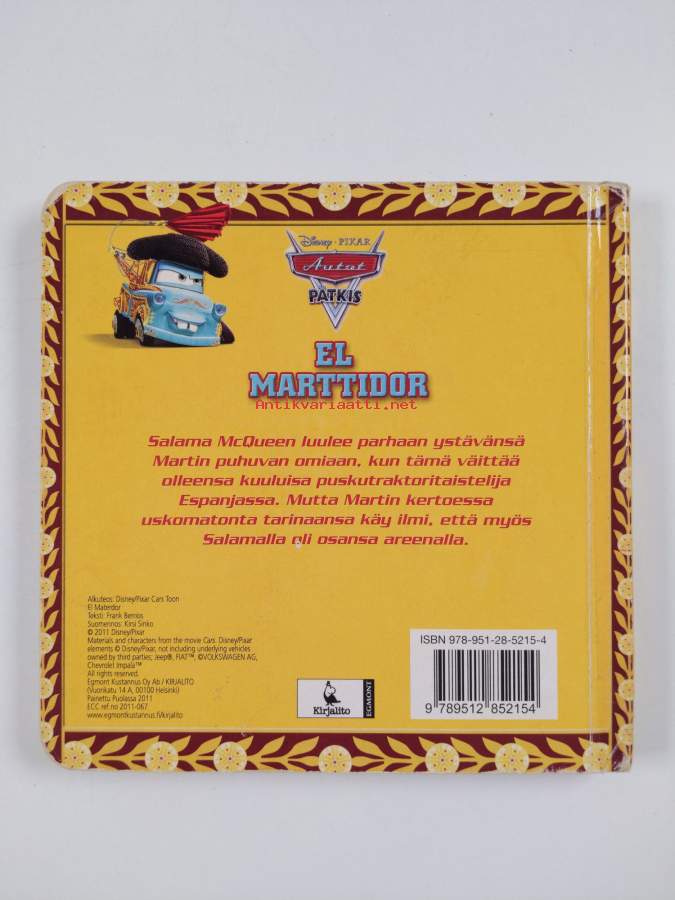 Disney · PIXAR
Autot
PÄTKIS
EL
MARTTIDOR
Antikvariaatti.net
Salama McQueen luulee parhaan ystävänsä
Martin puhuvan omiaan, kun tämä väittää
olleensa kuuluisa puskutraktoritaistelija
Espanjassa. Mutta Martin kertoessa
uskomatonta tarinaansa käy ilmi, että myös
Salamalla oli osansa areenalla.
Alkuteos: Disney/Pixar Cars Toon
El Materdor
Teksti: Frank Berrios
Suomennos: Kirsi Sinko
© 2011 Disney/Pixar
Materials and characters from the movie Cars. Disney/Pixar
elements © Disney/Pixar, not including underlying vehicles
owned by third parties; Jeep®, FIAT™, ©VOLKSWAGEN AG,
Chevrolet Impala™
All rights reserved.
Egmont Kustannus Oy Ab / KIRJALITO
(Vuorikatu 14 A, 00100 Helsinki)
Painettu Puolassa 2011
ECC ref no 2011-067
www.egmontkustannus.fi/kirjalito
Kirjalito
EGMONT
ISBN 978-951-28-5215-4
9 789512 852154